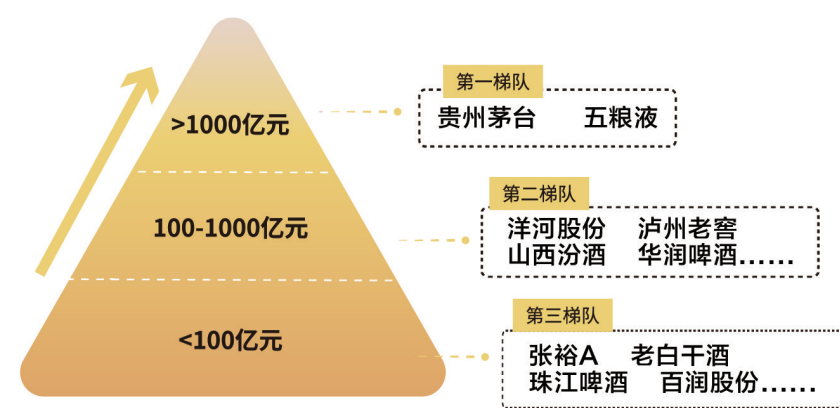 第一梯队
>1000亿元
贵州茅台 五粮液
第二梯队
100-1000亿元
洋河股份 泸州老窖
山西汾酒 华润啤酒......
第三梯队
<100亿元
张裕A 老白干酒
珠江啤酒 百润股份......